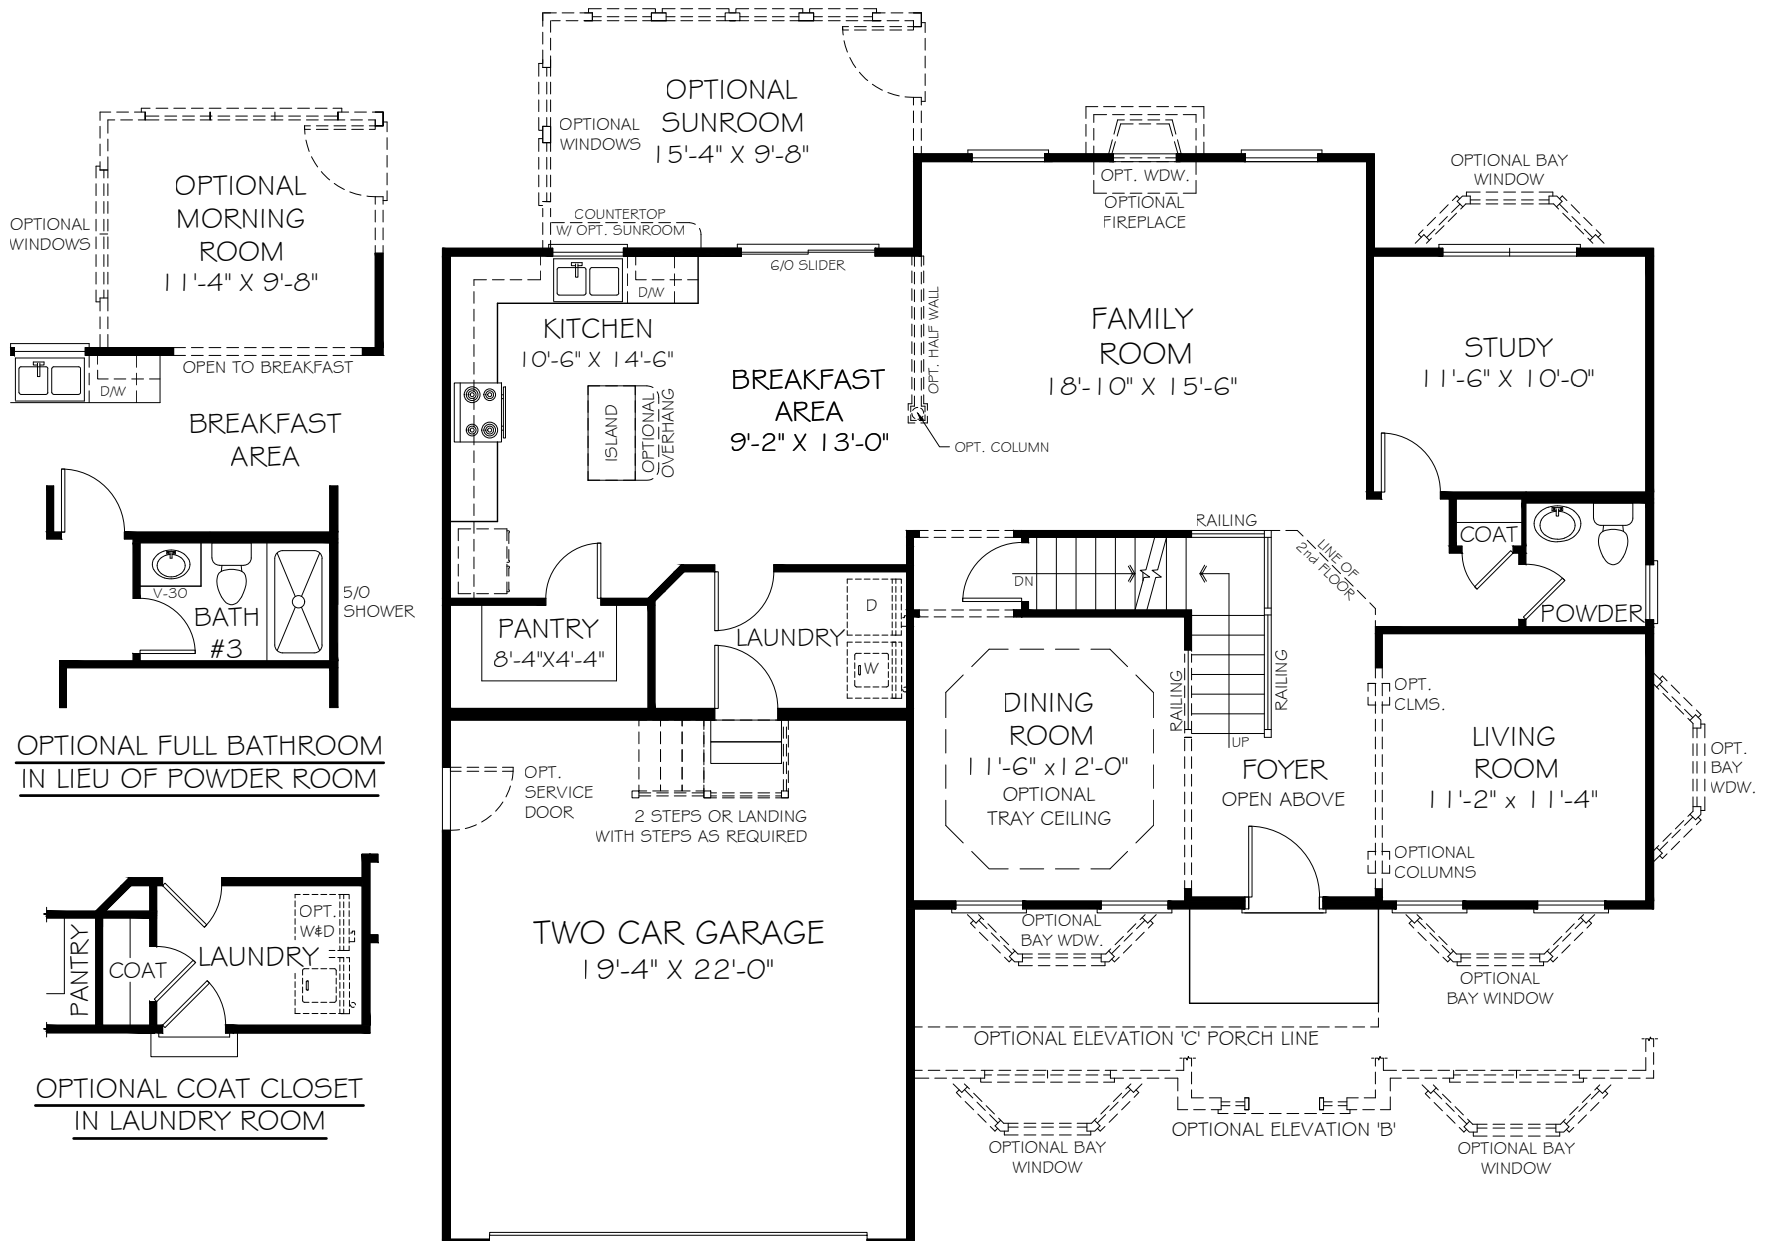 OPTIONAL
SUNROOM
15'-4" X 9'-8"
OPTIONAL
WINDOWS
COUNTERTOP
W/ OPT. SUNROOM
6/0 SLIDER
D/W
OPTIONAL
MORNING
ROOM
11'-4" X 9'-8"
OPTIONAL
WINDOWS
OPEN TO BREAKFAST
D/W
BREAKFAST
AREA
V-30
BATH
#3
5/0
SHOWER
OPTIONAL FULL BATHROOM
IN LIEU OF POWDER ROOM
PANTRY
COAT
LAUNDRY
OPT.
W&D
OPTIONAL COAT CLOSET
IN LAUNDRY ROOM
KITCHEN
10'-6" X 14'-6"
ISLAND
OPTIONAL
OVERHANG
BREAKFAST
AREA
9'-2" X 13'-0"
OPT. HALF WALL
OPT. COLUMN
OPT. WDW.
OPTIONAL
FIREPLACE
FAMILY
ROOM
18'-10" X 15'-6"
OPTIONAL BAY
WINDOW
STUDY
11'-6" X 10'-0"
COAT
POWDER
RAILING
LINE OF
2nd FLOOR
DN
RAILING
RAILING
UP
PANTRY
8'-4"X4'-4"
LAUNDRY
D
W
DINING
ROOM
11'-6" x12'-0"
OPTIONAL
TRAY CEILING
FOYER
OPEN ABOVE
OPT.
CLMS.
LIVING
ROOM
11'-2" x 11'-4"
OPTIONAL
COLUMNS
OPT.
BAY
WDW.
OPT.
SERVICE
DOOR
2 STEPS OR LANDING
WITH STEPS AS REQUIRED
TWO CAR GARAGE
19'-4" X 22'-0"
OPTIONAL
BAY WDW.
OPTIONAL
BAY WINDOW
OPTIONAL ELEVATION 'C' PORCH LINE
OPTIONAL ELEVATION 'B'
OPTIONAL BAY
WINDOW
OPTIONAL BAY
WINDOW